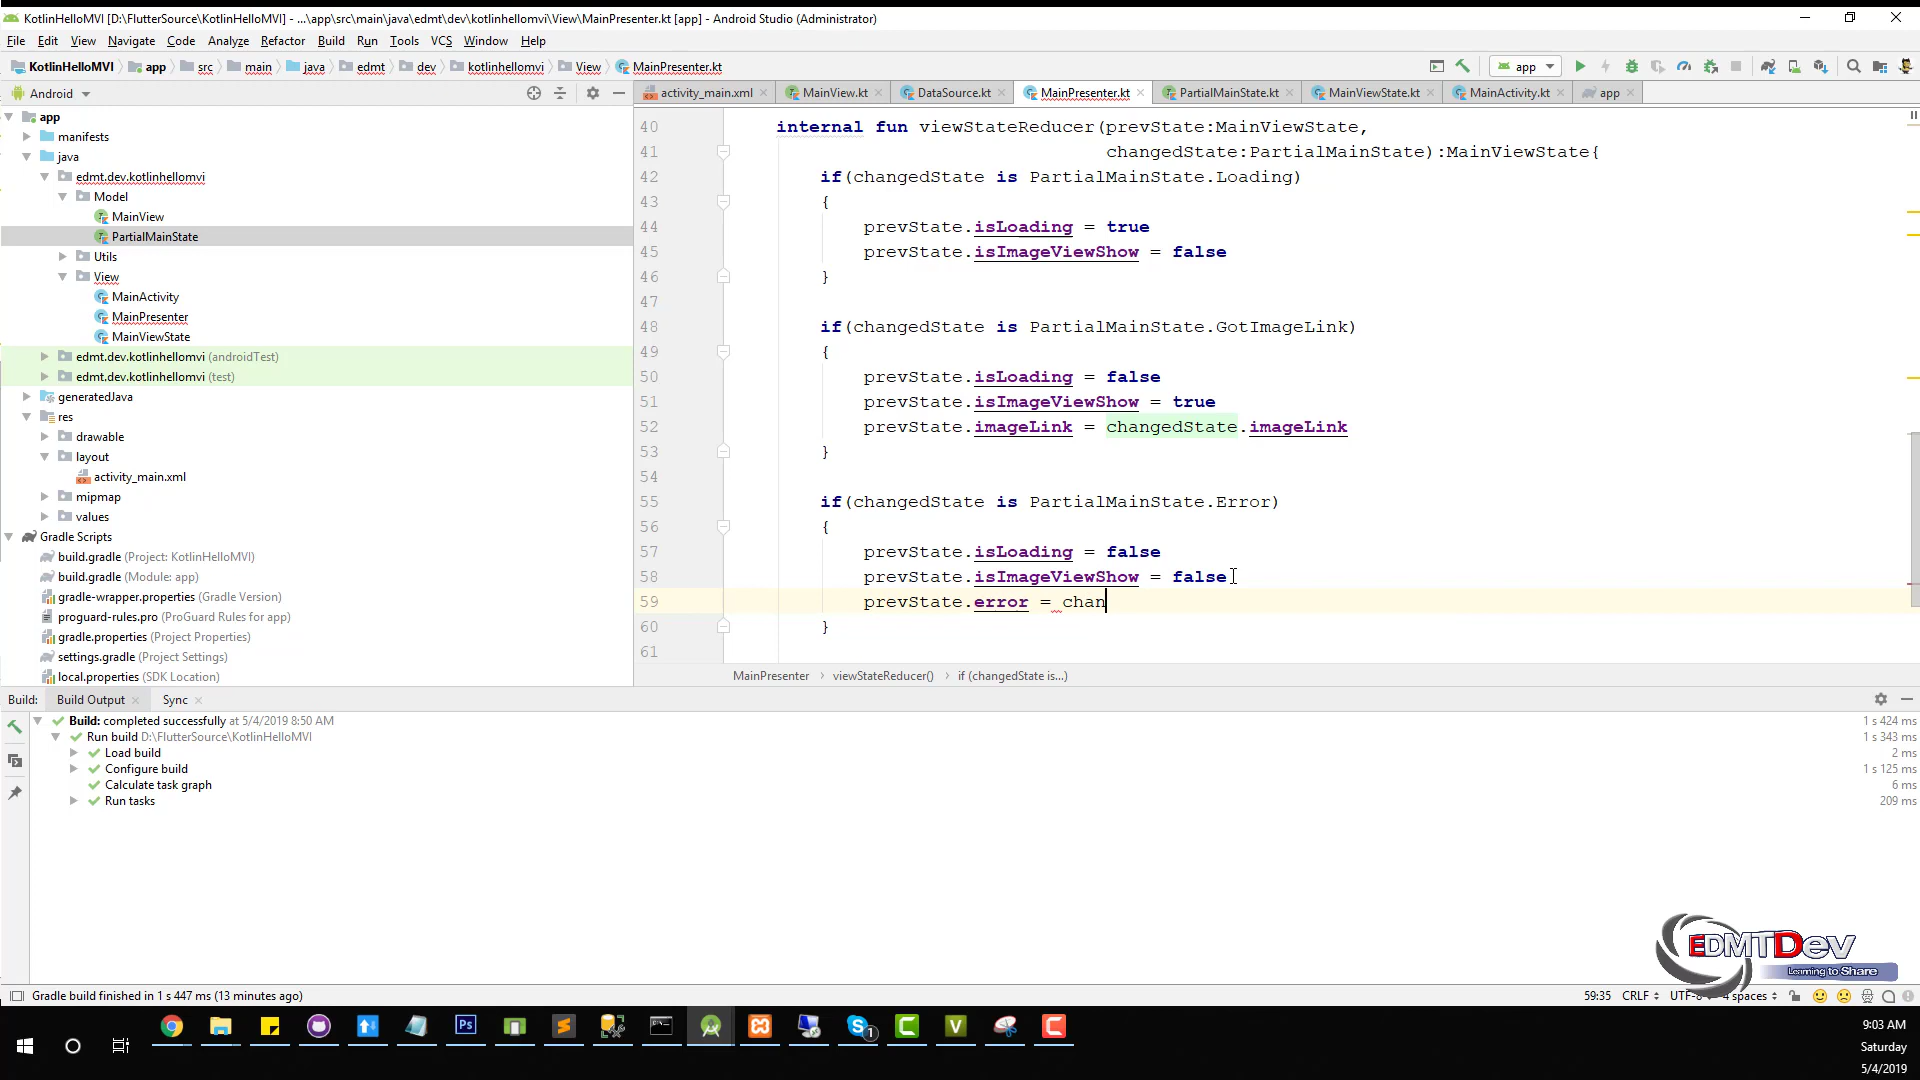 KotlinHelloMVI [D:\FlutterSource\KotlinHelloMVI] - ...\app\src\main\java\edmt\dev\kotlinhellomvi\View\MainPresenter.kt [app] - Android Studio (Administrator)
File Edit View Navigate Code Analyze Refactor Build Run Tools VCS Window Help
KotlinHelloMVI app src main java edmt dev kotlinhellomvi View MainPresenter.kt app
Android activity_main.xml MainView.kt DataSource.kt MainPresenter.kt PartialMainState.kt MainViewState.kt MainActivity.kt app
app
manifests
java
edmt.dev.kotlinhellomvi
Model
MainView
PartialMainState
Utils
View
MainActivity
MainPresenter
MainViewState
edmt.dev.kotlinhellomvi (androidTest)
edmt.dev.kotlinhellomvi (test)
generatedJava
res
drawable
layout
activity_main.xml
mipmap
values
Gradle Scripts
build.gradle (Project: KotlinHelloMVI)
build.gradle (Module: app)
gradle-wrapper.properties (Gradle Version)
proguard-rules.pro (ProGuard Rules for app)
gradle.properties (Project Properties)
settings.gradle (Project Settings)
local.properties (SDK Location)
40 internal fun viewStateReducer(prevState:MainViewState,
41 changedState:PartialMainState):MainViewState{
42 if(changedState is PartialMainState.Loading)
43 {
44 prevState.isLoading = true
45 prevState.isImageViewShow = false
46 }
47
48 if(changedState is PartialMainState.GotImageLink)
49 {
50 prevState.isLoading = false
51 prevState.isImageViewShow = true
52 prevState.imageLink = changedState.imageLink
53 }
54
55 if(changedState is PartialMainState.Error)
56 {
57 prevState.isLoading = false
58 prevState.isImageViewShow = false
59 prevState.error = chan
60 }
61
MainPresenter › viewStateReducer() › if (changedState is...)
Build: Build Output Sync
Build: completed successfully at 5/4/2019 8:50 AM 1 s 424 ms
Run build D:\FlutterSource\KotlinHelloMVI 1 s 343 ms
Load build 2 ms
Configure build 1 s 125 ms
Calculate task graph 6 ms
Run tasks 209 ms
EDMTDev
Learning to Share
Gradle build finished in 1 s 447 ms (13 minutes ago) 59:35 CRLF UTF-8 4 spaces
9:03 AM
Saturday
5/4/2019